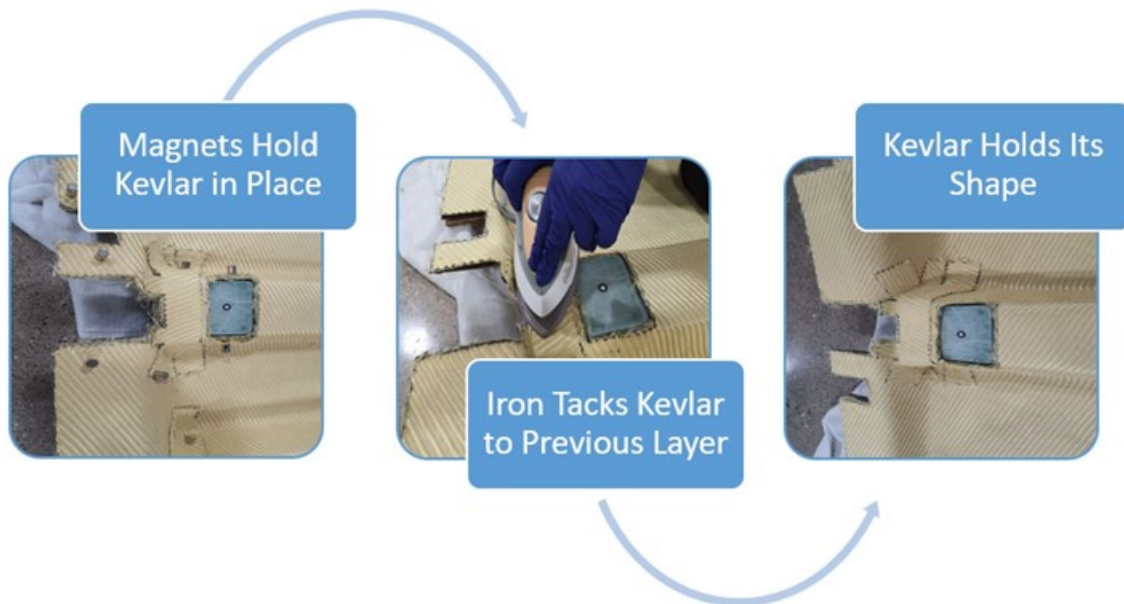 Magnets Hold
Kevlar in Place
Iron Tacks Kevlar
to Previous Layer
Kevlar Holds Its
Shape